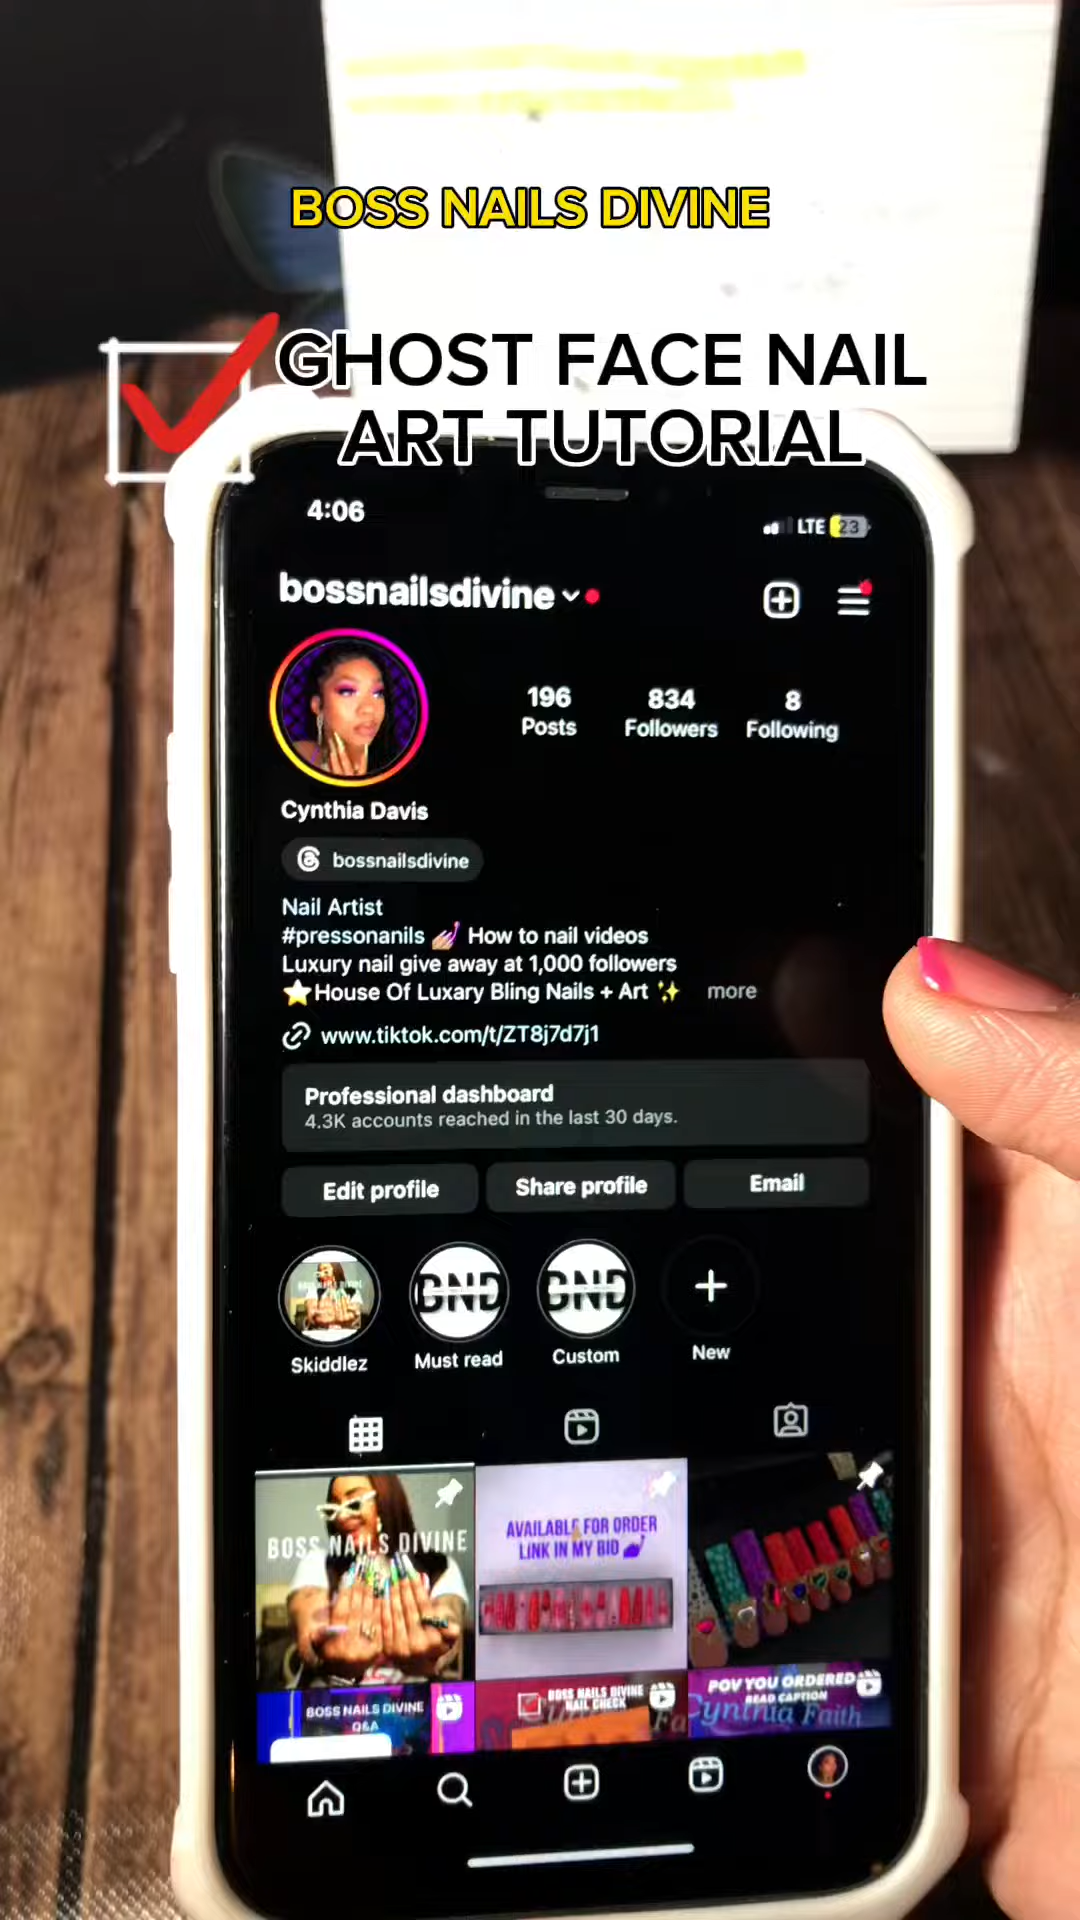 BOSS NAILS DIVINE
GHOST FACE NAIL
ART TUTORIAL
4:06
LTE 23
bossnailsdivine
196 834 8
Posts Followers Following
Cynthia Davis
bossnailsdivine
Nail Artist
#pressonanils 💅 How to nail videos
Luxury nail give away at 1,000 followers
⭐House Of Luxary Bling Nails + Art ✨ more
www.tiktok.com/t/ZT8j7d7j1
Professional dashboard
4.3K accounts reached in the last 30 days.
Edit profile Share profile Email
BND BND
Skiddlez Must read Custom New
BOSS NAILS DIVINE
AVAILABLE FOR ORDER
LINK IN MY BIO
BOSS NAILS DIVINE
Q&A
BOSS NAILS DIVINE
NAIL CHECK
POV YOU ORDERED
READ CAPTION
Cynthia Faith